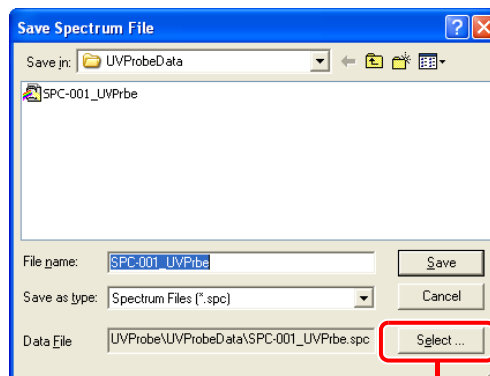 Save Spectrum File
Save in: UVProbeData
SPC-001_UVPrbe
File name: SPC-001_UVPrbe Save
Save as type: Spectrum Files (*.spc) Cancel
Data File UVProbe\UVProbeData\SPC-001_UVPrbe.spc Select ...